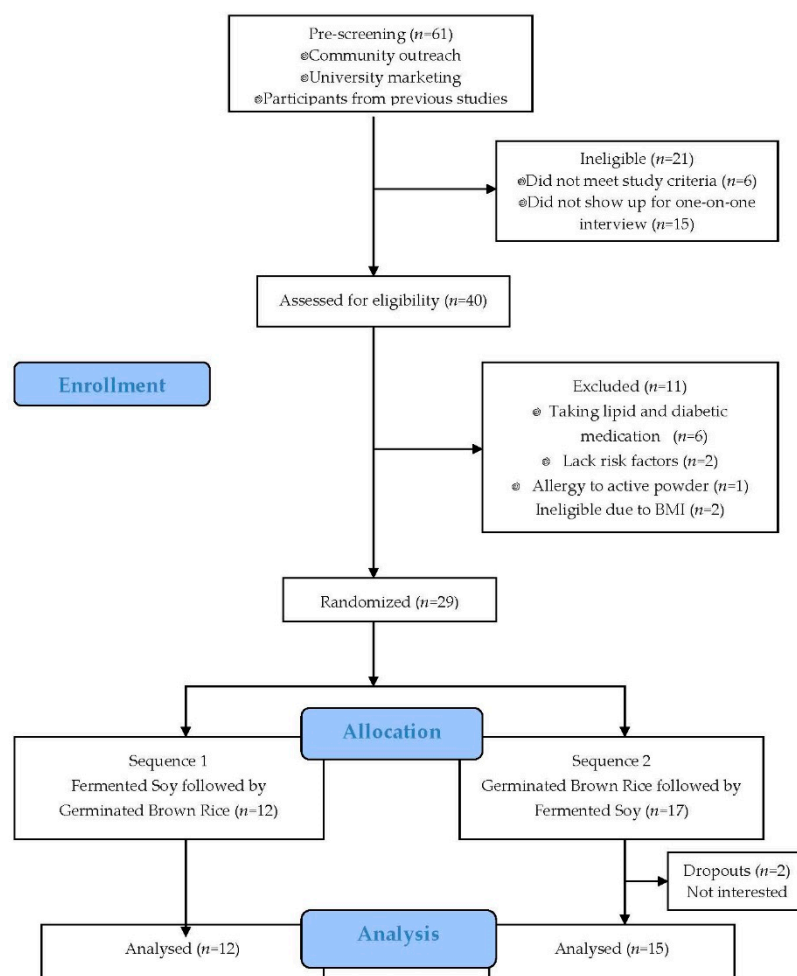 Pre-screening (n=61)
Community outreach
University marketing
Participants from previous studies
Ineligible (n=21)
Did not meet study criteria (n=6)
Did not show up for one-on-one
interview (n=15)
Assessed for eligibility (n=40)
Enrollment
Excluded (n=11)
Taking lipid and diabetic
medication (n=6)
Lack risk factors (n=2)
Allergy to active powder (n=1)
Ineligible due to BMI (n=2)
Randomized (n=29)
Allocation
Sequence 1
Fermented Soy followed by
Germinated Brown Rice (n=12)
Sequence 2
Germinated Brown Rice followed by
Fermented Soy (n=17)
Dropouts (n=2)
Not interested
Analysis
Analysed (n=12)
Analysed (n=15)